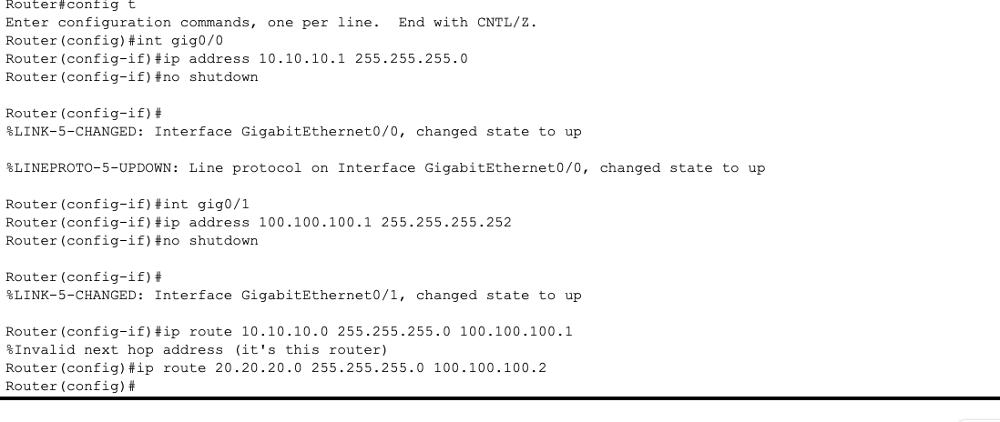 Router#config t
Enter configuration commands, one per line.  End with CNTL/Z.
Router(config)#int gig0/0
Router(config-if)#ip address 10.10.10.1 255.255.255.0
Router(config-if)#no shutdown
Router(config-if)#
%LINK-5-CHANGED: Interface GigabitEthernet0/0, changed state to up
%LINEPROTO-5-UPDOWN: Line protocol on Interface GigabitEthernet0/0, changed state to up
Router(config-if)#int gig0/1
Router(config-if)#ip address 100.100.100.1 255.255.255.252
Router(config-if)#no shutdown
Router(config-if)#
%LINK-5-CHANGED: Interface GigabitEthernet0/1, changed state to up
Router(config-if)#ip route 10.10.10.0 255.255.255.0 100.100.100.1
%Invalid next hop address (it's this router)
Router(config)#ip route 20.20.20.0 255.255.255.0 100.100.100.2
Router(config)#